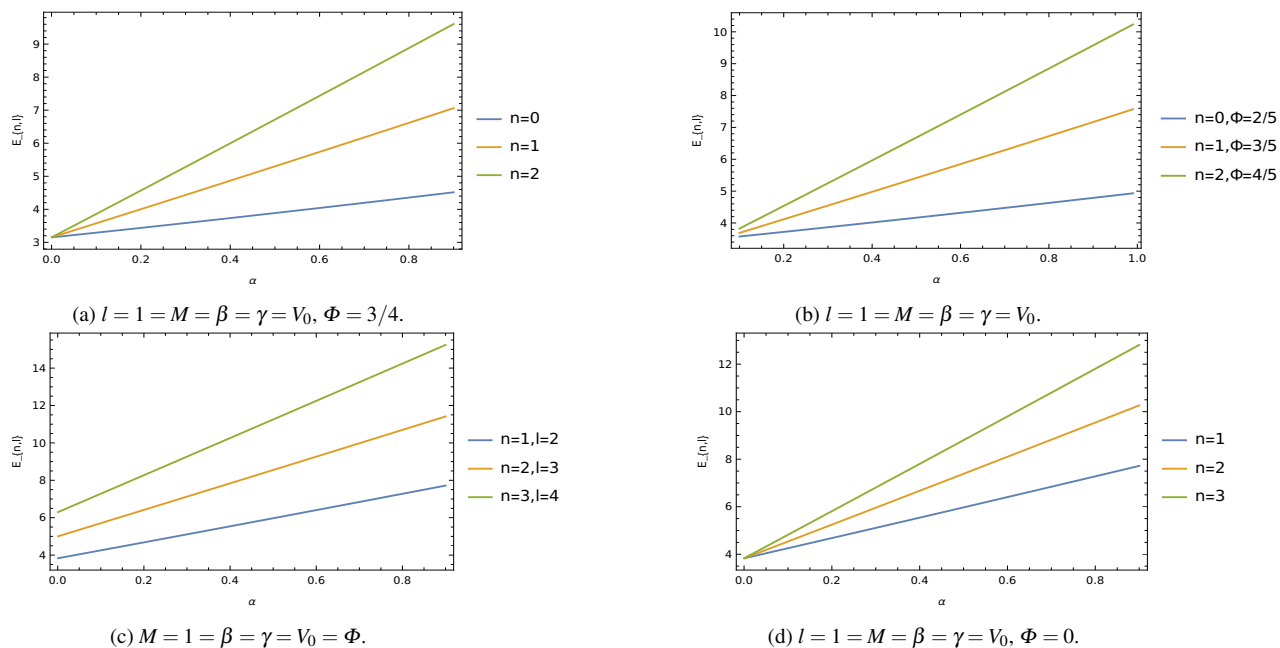 9
8
7
6
5
4
3
E_{n,l}
0.0 0.2 0.4 0.6 0.8
α
n=0
n=1
n=2
(a) l = 1 = M = β = γ = V₀, Φ = 3/4.
10
9
8
7
6
5
4
E_{n,l}
0.2 0.4 0.6 0.8 1.0
α
n=0,Φ=2/5
n=1,Φ=3/5
n=2,Φ=4/5
(b) l = 1 = M = β = γ = V₀.
14
12
10
8
6
4
E_{n,l}
0.0 0.2 0.4 0.6 0.8
α
n=1,l=2
n=2,l=3
n=3,l=4
(c) M = 1 = β = γ = V₀ = Φ.
12
10
8
6
4
E_{n,l}
0.0 0.2 0.4 0.6 0.8
α
n=1
n=2
n=3
(d) l = 1 = M = β = γ = V₀, Φ = 0.